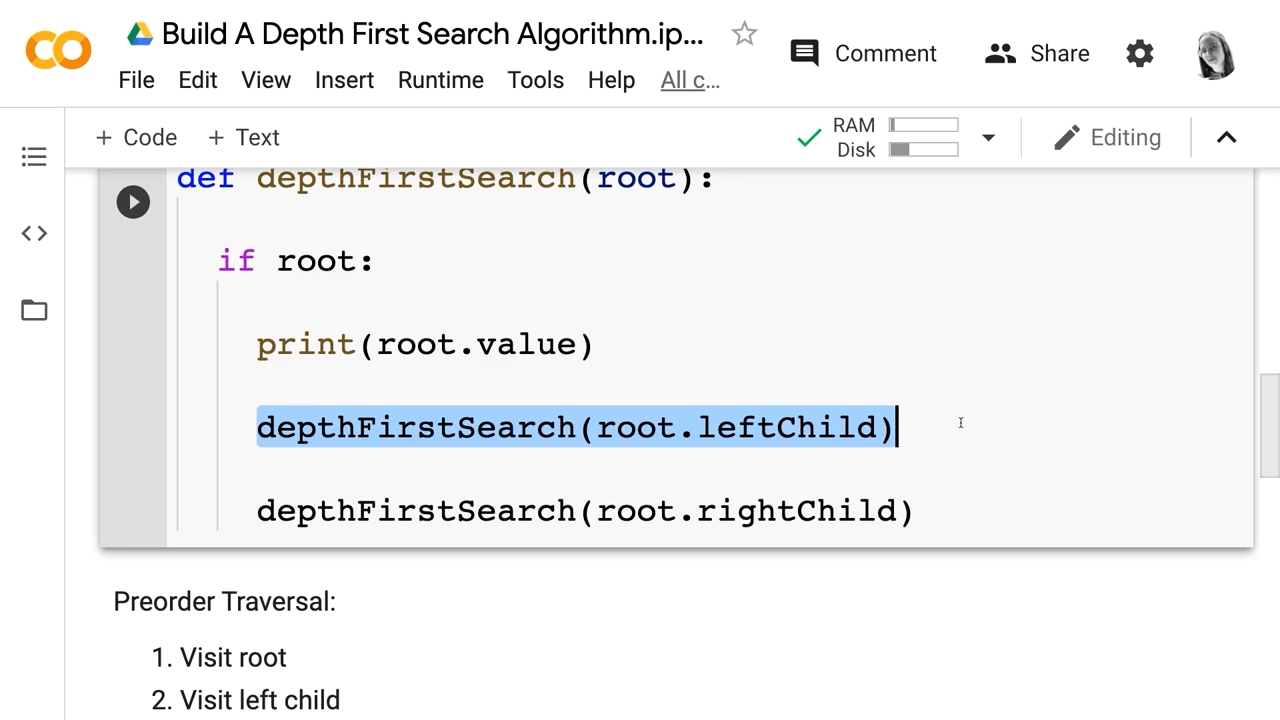 Build A Depth First Search Algorithm.ip...
Comment
Share
File Edit View Insert Runtime Tools Help All c...
+ Code + Text
RAM
Disk
Editing
def depthFirstSearch(root):
if root:
print(root.value)
depthFirstSearch(root.leftChild)
depthFirstSearch(root.rightChild)
Preorder Traversal:
1. Visit root
2. Visit left child